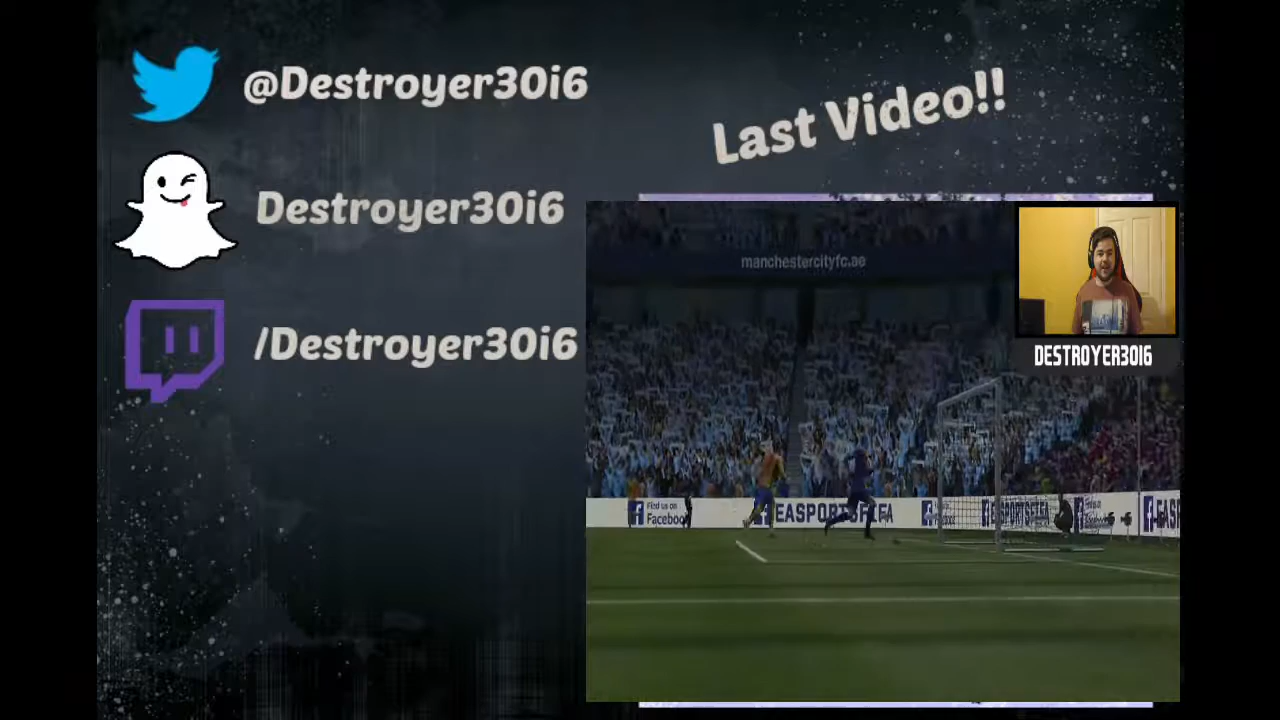 @Destroyer30i6
Last Video!!
Destroyer30i6
/Destroyer30i6
manchestercityfc.ae
DESTROYER30I6
Find us on
Facebook
EASPORTSFIFA